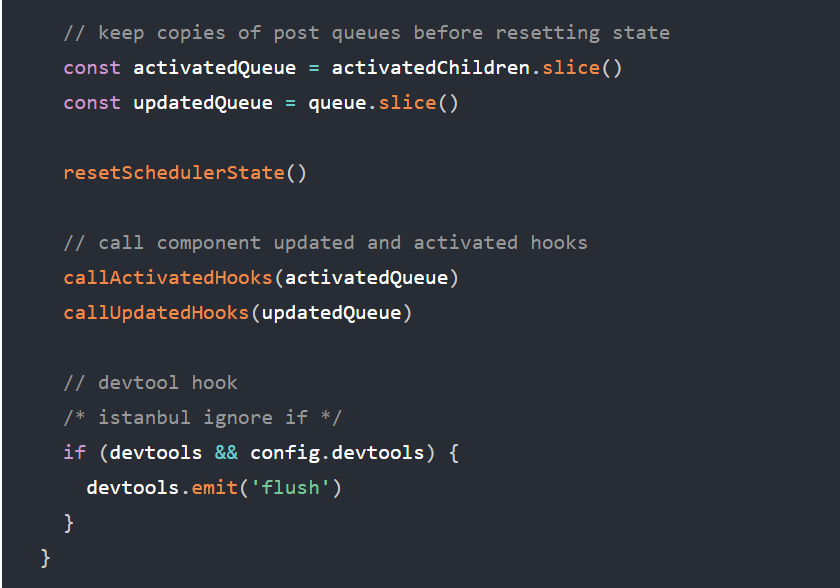 // keep copies of post queues before resetting state
const activatedQueue = activatedChildren.slice()
const updatedQueue = queue.slice()
resetSchedulerState()
// call component updated and activated hooks
callActivatedHooks(activatedQueue)
callUpdatedHooks(updatedQueue)
// devtool hook
/* istanbul ignore if */
if (devtools && config.devtools) {
devtools.emit('flush')
}
}